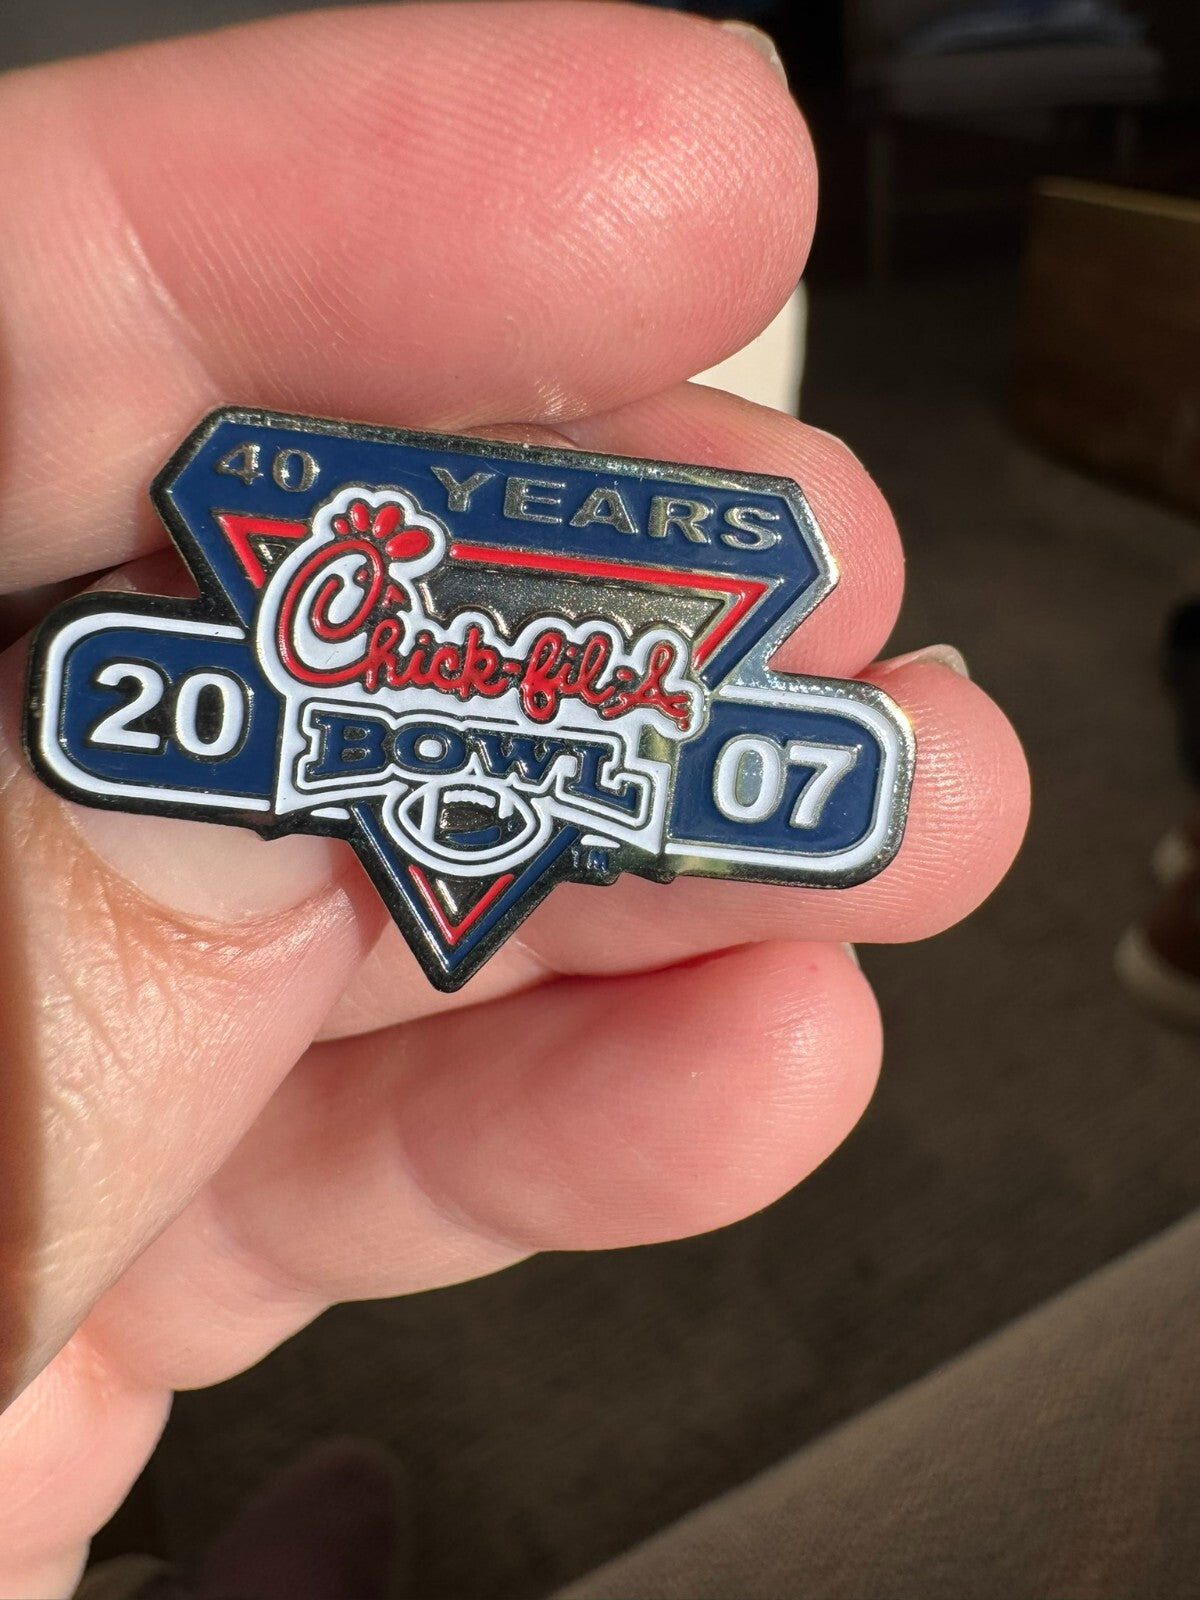 40 YEARS
Chick-fil-A
20 BOWL 07
TM